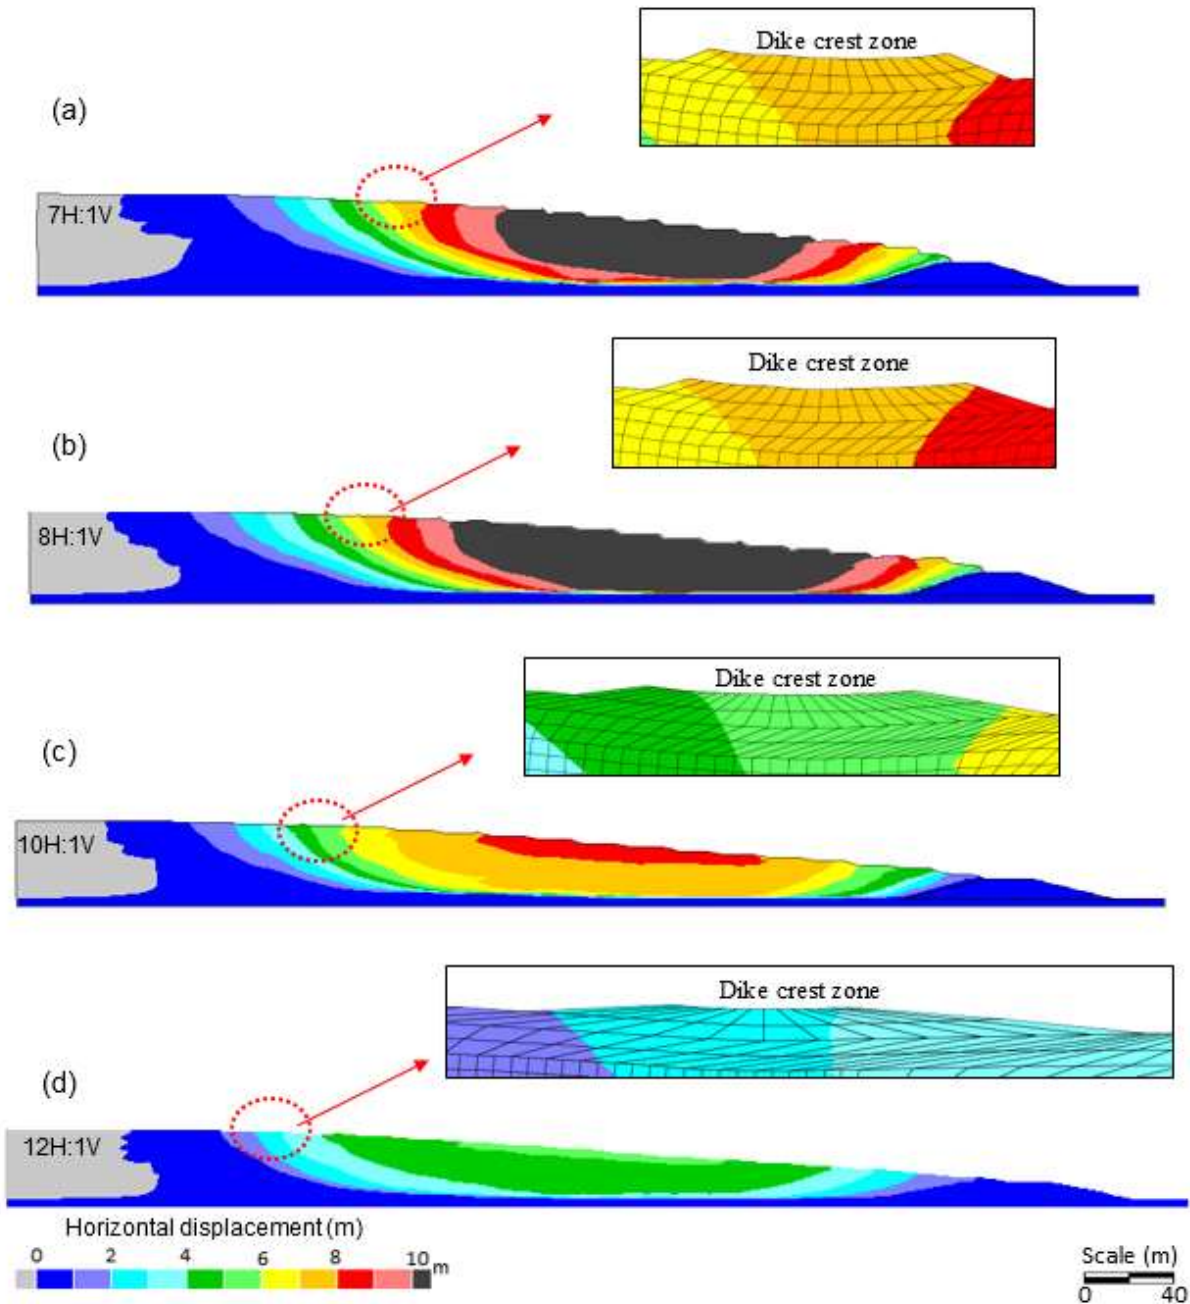 Dike crest zone
(a)
7H:1V
Dike crest zone
(b)
8H:1V
Dike crest zone
(c)
10H:1V
Dike crest zone
(d)
12H:1V
Horizontal displacement (m)
0 2 4 6 8 10 m
Scale (m)
0 40